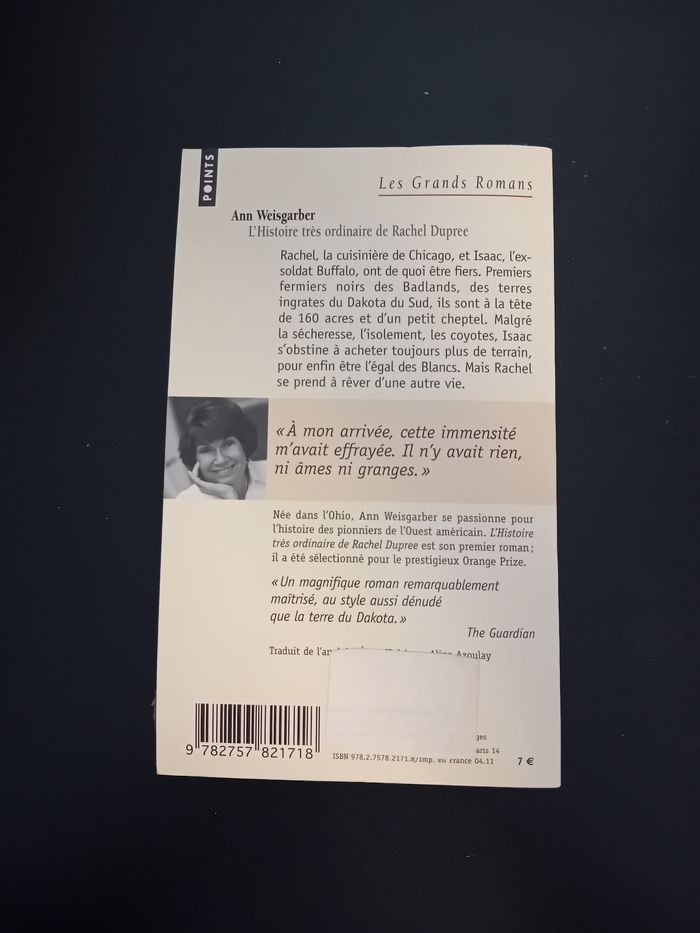 POINTS
Les Grands Romans
Ann Weisgarber
L'Histoire très ordinaire de Rachel Dupree
Rachel, la cuisinière de Chicago, et Isaac, l'ex-
soldat Buffalo, ont de quoi être fiers. Premiers
fermiers noirs des Badlands, des terres
ingrates du Dakota du Sud, ils sont à la tête
de 160 acres et d'un petit cheptel. Malgré
la sécheresse, l'isolement, les coyotes, Isaac
s'obstine à acheter toujours plus de terrain,
pour enfin être l'égal des Blancs. Mais Rachel
se prend à rêver d'une autre vie.
« À mon arrivée, cette immensité
m'avait effrayée. Il n'y avait rien,
ni âmes ni granges. »
Née dans l'Ohio, Ann Weisgarber se passionne pour
l'histoire des pionniers de l'Ouest américain. L'Histoire
très ordinaire de Rachel Dupree est son premier roman ;
il a été sélectionné pour le prestigieux Orange Prize.
« Un magnifique roman remarquablement
maîtrisé, au style aussi dénudé
que la terre du Dakota. »
The Guardian
Traduit de Aline Azoulay
ges
aris 14
9 782757 821718
ISBN 978.2.7578.2171.8/Imp. en France 04.11 7 €